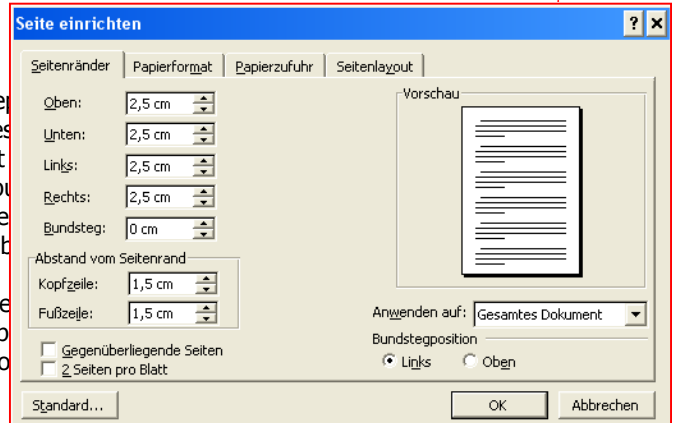 Seite einrichten
Seitenränder Papierformat Papierzufuhr Seitenlayout
Oben: 2,5 cm
Unten: 2,5 cm
Links: 2,5 cm
Rechts: 2,5 cm
Bundsteg: 0 cm
Abstand vom Seitenrand
Kopfzeile: 1,5 cm
Fußzeile: 1,5 cm
Gegenüberliegende Seiten
2 Seiten pro Blatt
Vorschau
Anwenden auf: Gesamtes Dokument
Bundstegposition
Links Oben
Standard... OK Abbrechen